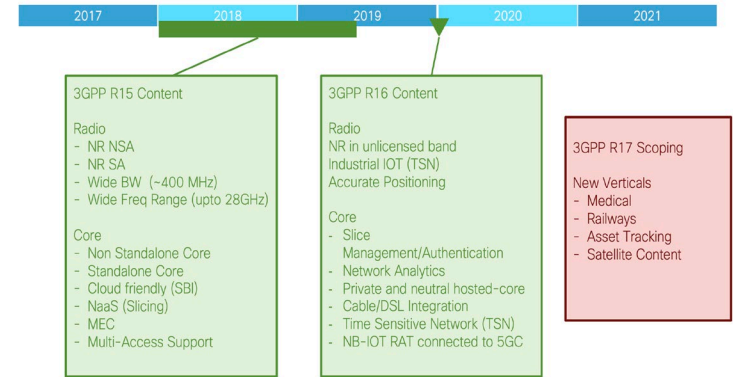 2017 2018 2019 2020 2021
3GPP R15 Content
Radio
- NR NSA
- NR SA
- Wide BW (~400 MHz)
- Wide Freq Range (upto 28GHz)
Core
- Non Standalone Core
- Standalone Core
- Cloud friendly (SBI)
- NaaS (Slicing)
- MEC
- Multi-Access Support
3GPP R16 Content
Radio
NR in unlicensed band
Industrial IOT (TSN)
Accurate Positioning
Core
- Slice
Management/Authentication
- Network Analytics
- Private and neutral hosted-core
- Cable/DSL Integration
- Time Sensitive Network (TSN)
- NB-IOT RAT connected to 5GC
3GPP R17 Scoping
New Verticals
- Medical
- Railways
- Asset Tracking
- Satellite Content